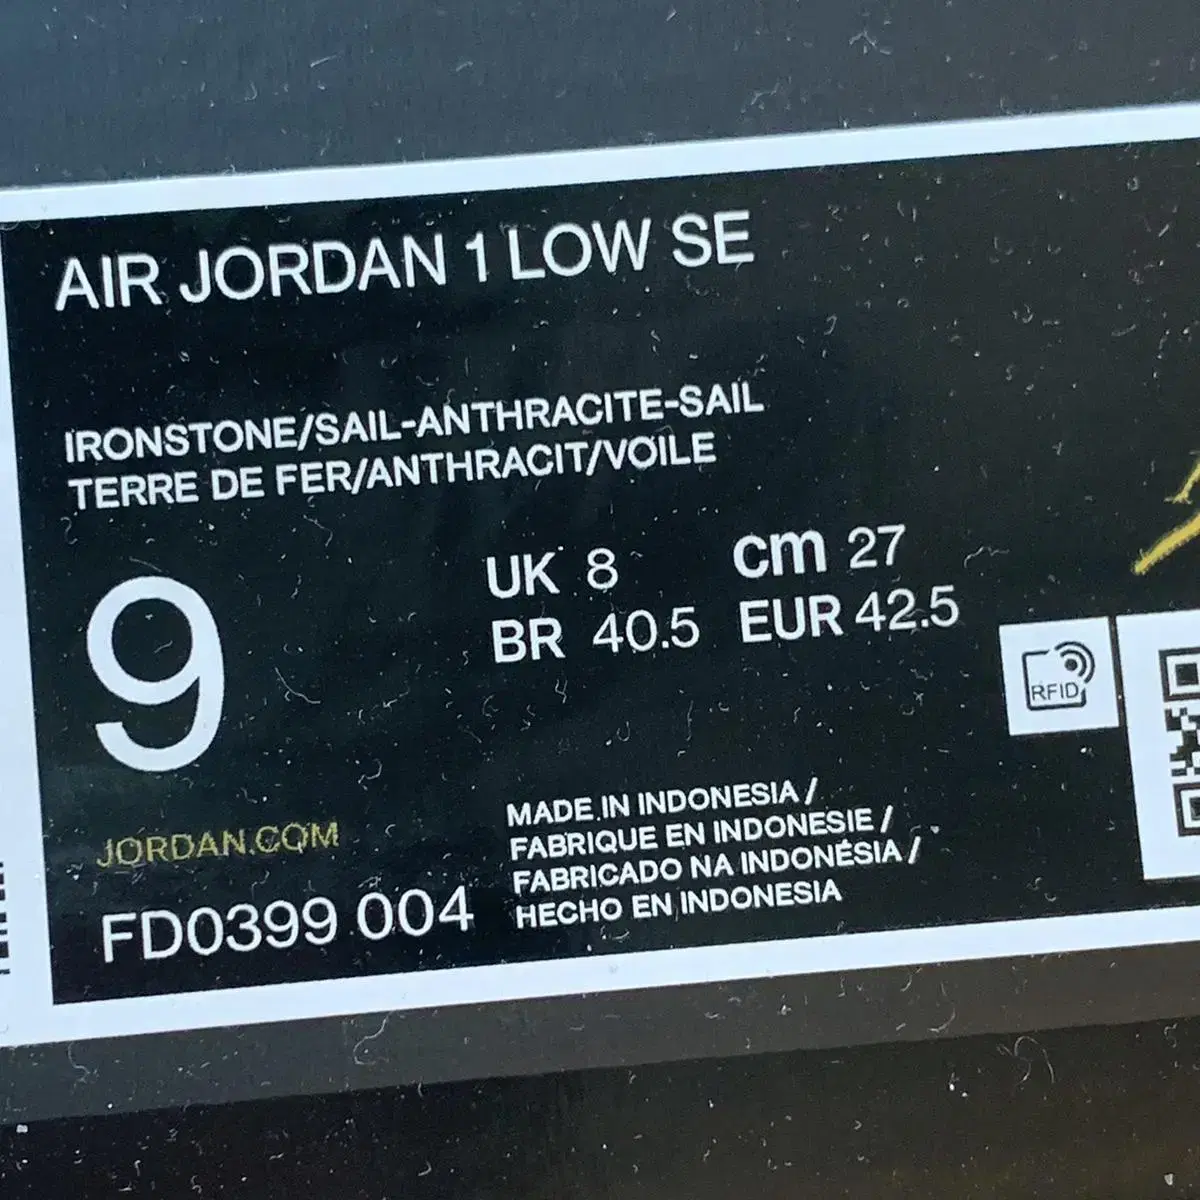 AIR JORDAN 1 LOW SE
IRONSTONE/SAIL-ANTHRACITE-SAIL
TERRE DE FER/ANTHRACIT/VOILE
9
UK 8 cm 27
BR 40.5 EUR 42.5
RFID
JORDAN.COM
FD0399 004
MADE IN INDONESIA /
FABRIQUE EN INDONESIE /
FABRICADO NA INDONÉSIA /
HECHO EN INDONESIA